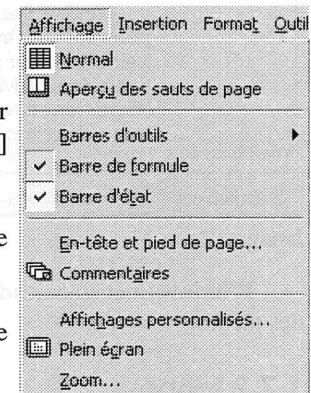 Affichage Insertion Format Outil
Normal
Aperçu des sauts de page
r
Barres d'outils
]
Barre de formule
Barre d'état
e
En-tête et pied de page...
Commentaires
Affichages personnalisés...
e
Plein écran
Zoom...